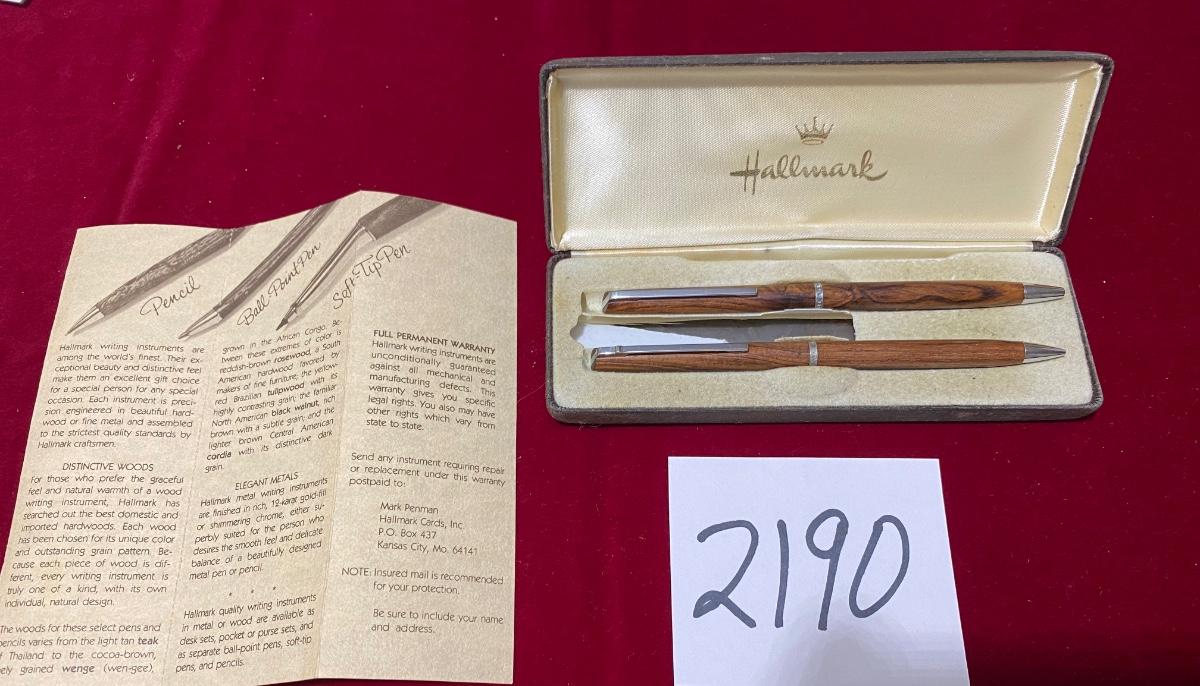 Pencil
Ball Point Pen
Soft-Tip Pen
Hallmark writing instruments are
among the world's finest. Their ex-
ceptional beauty and distinctive feel
make them an excellent gift choice
for a special person for any special
occasion. Each instrument is preci-
sion engineered in beautiful hard-
wood or fine metal and assembled
to the strictest quality standards by
Hallmark craftsmen.
DISTINCTIVE WOODS
For those who prefer the graceful
feel and natural warmth of a wood
writing instrument, Hallmark has
searched out the best domestic and
imported hardwoods. Each wood
has been chosen for its unique color
and outstanding grain pattern. Be-
cause each piece of wood is dif-
ferent, every writing instrument is
truly one of a kind, with its own
individual, natural design.
The woods for these select pens and
pencils varies from the light tan teak
f Thailand to the cocoa-brown,
ely grained wenge (wen-gee),
grown in the African Congo. Be-
tween these extremes of color is
reddish-brown rosewood, a South
American hardwood favored by
makers of fine furniture; the yellow-
red Brazilian tulipwood with its
highly contrasting grain; the familiar
North American black walnut, rich
brown with a subtle grain; and the
lighter brown Central American
cordia with its distinctive dark
grain.
ELEGANT METALS
Hallmark metal writing instruments
are finished in rich, 12-karat gold-fill
or shimmering chrome, either su-
perbly suited for the person who
desires the smooth feel and delicate
balance of a beautifully designed
metal pen or pencil.
* * *
Hallmark quality writing instruments
in metal or wood are available as
desk sets, pocket or purse sets, and
as separate ball-point pens, soft-tip
pens, and pencils.
FULL PERMANENT WARRANTY
Hallmark writing instruments are
unconditionally guaranteed
against all mechanical and
manufacturing defects. This
warranty gives you specific
legal rights. You also may have
other rights which vary from
state to state.
Send any instrument requiring repair
or replacement under this warranty
postpaid to:
Mark Penman
Hallmark Cards, Inc.
P.O. Box 437
Kansas City, Mo. 64141
NOTE: Insured mail is recommended
for your protection.
Be sure to include your name
and address.
Hallmark
2190